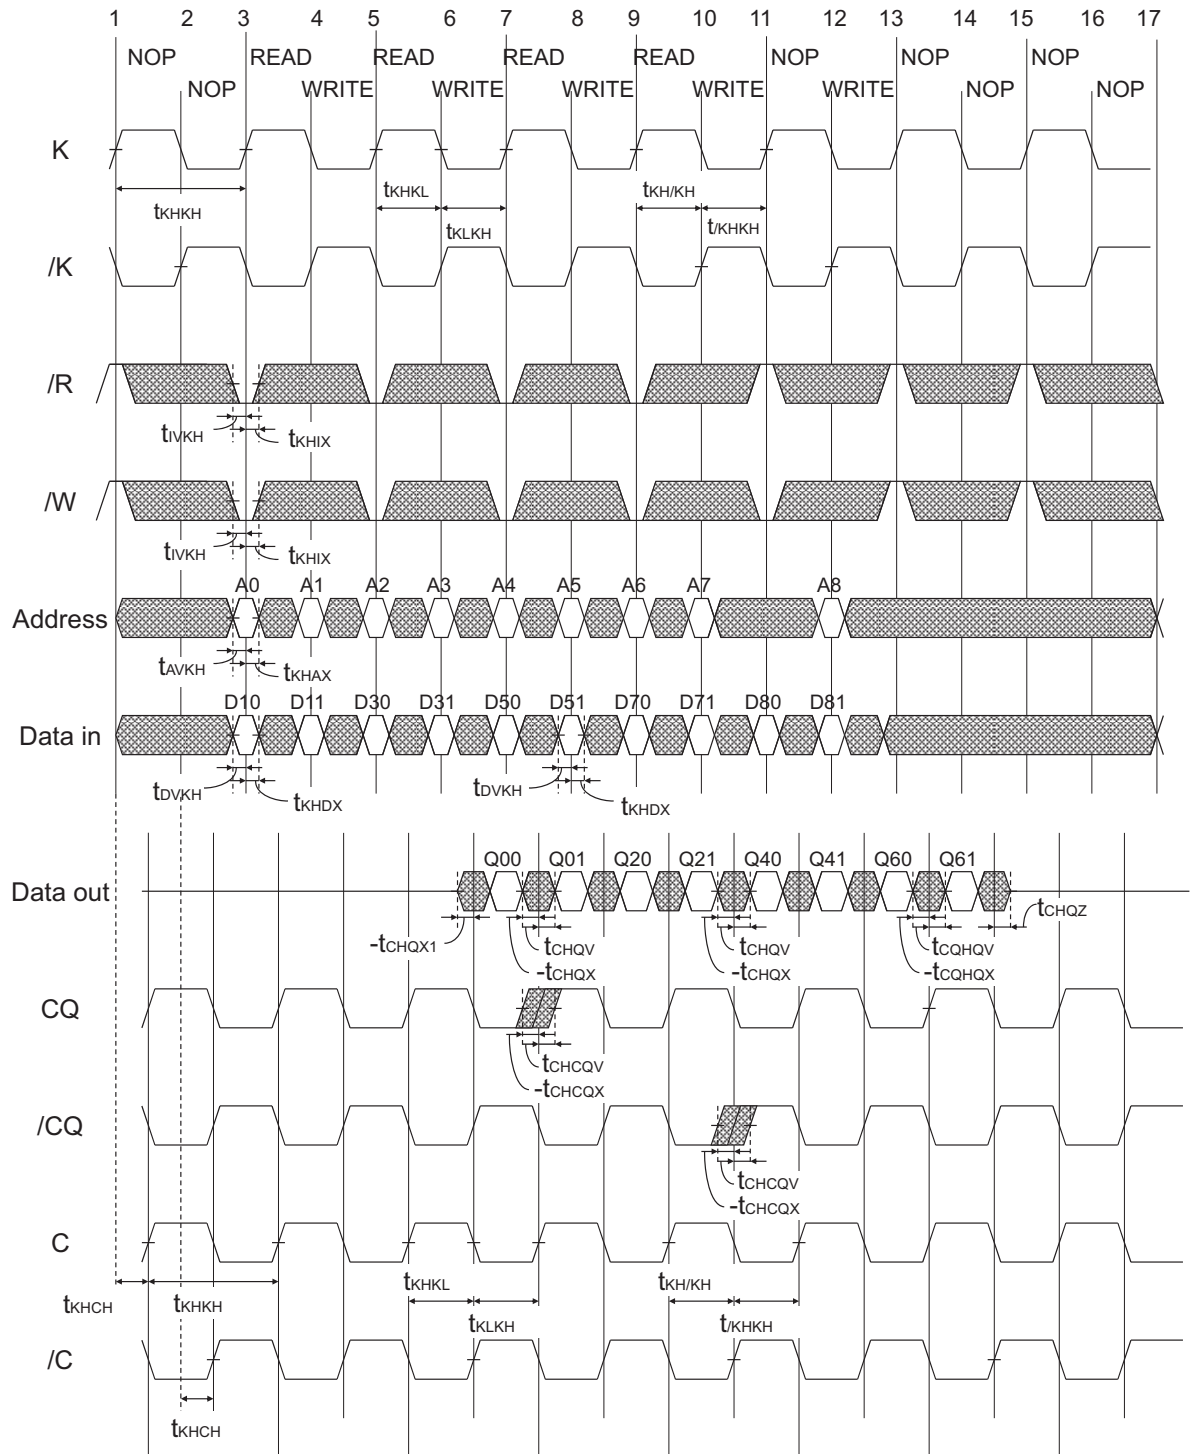 1 2 3 4 5 6 7 8 9 10 11 12 13 14 15 16 17
NOP READ READ READ READ NOP NOP NOP
NOP WRITE WRITE WRITE WRITE WRITE NOP NOP
K
tKHKH tKHKL tKLKH tKH/KH t/KHKH
/K
/R
tIVKH tKHIX
/W
tIVKH tKHIX
A0 A1 A2 A3 A4 A5 A6 A7 A8
Address
tAVKH tKHAX
D10 D11 D30 D31 D50 D51 D70 D71 D80 D81
Data in
tDVKH tKHDX tDVKH tKHDX
Q00 Q01 Q20 Q21 Q40 Q41 Q60 Q61
Data out
tCHQZ
-tCHQX1 tCHQV tCHQV tCQHQV
-tCHQX -tCHQX -tCQHQX
CQ
tCHCQV
-tCHCQX
/CQ
tCHCQV
-tCHCQX
C
tKHCH tKHKH tKHKL tKLKH tKH/KH t/KHKH
/C
tKHCH